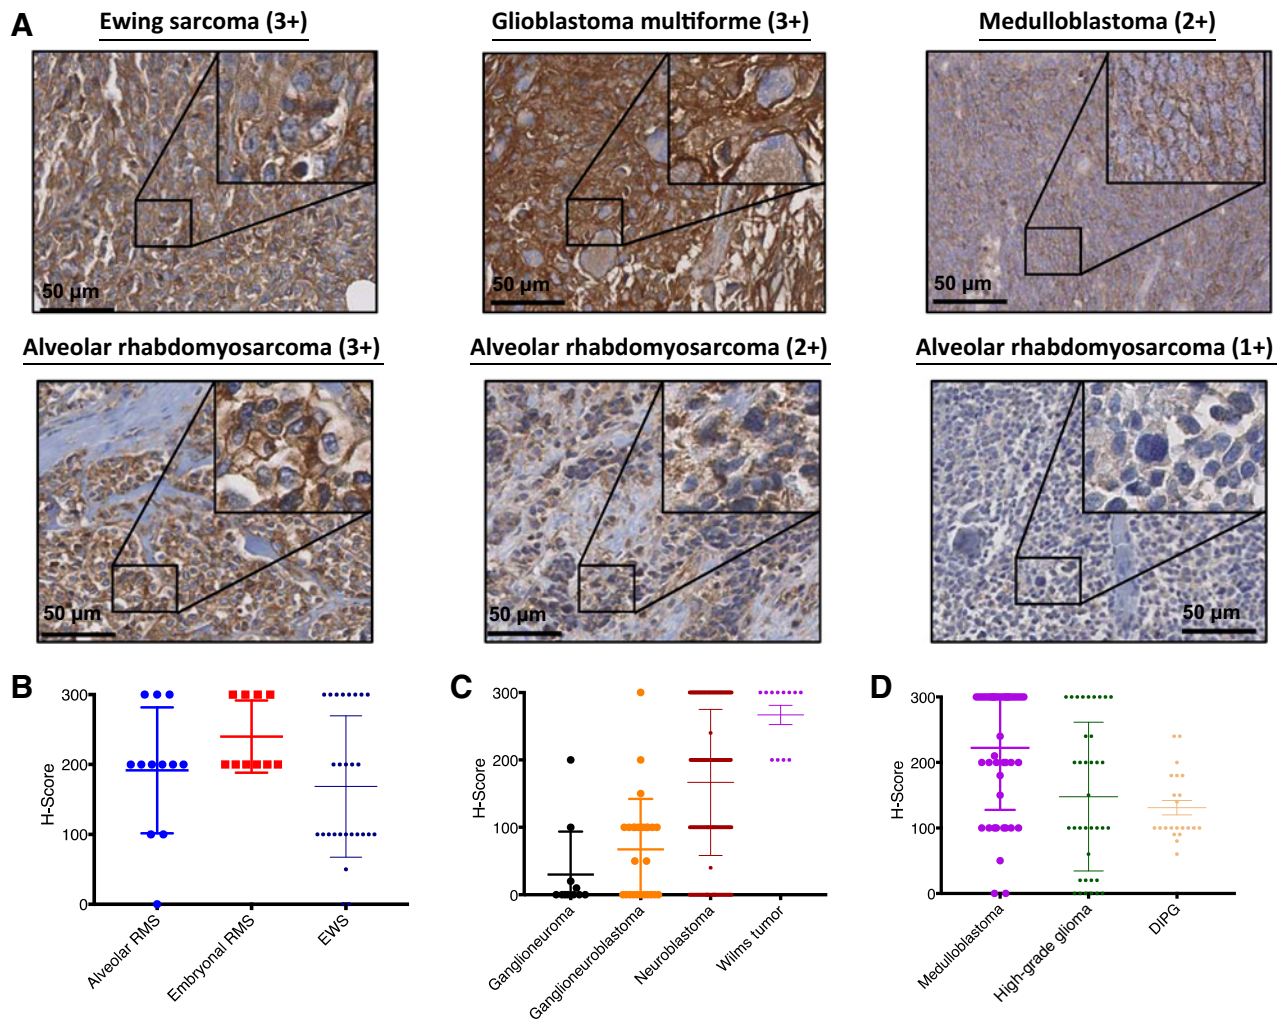 A
Ewing sarcoma (3+)
Glioblastoma multiforme (3+)
Medulloblastoma (2+)
50 µm
50 µm
50 µm
Alveolar rhabdomyosarcoma (3+)
Alveolar rhabdomyosarcoma (2+)
Alveolar rhabdomyosarcoma (1+)
50 µm
50 µm
50 µm
B
H-Score
300
200
100
0
Alveolar RMS
Embryonal RMS
EWS
C
H-Score
300
200
100
0
Ganglioneuroma
Ganglioneuroblastoma
Neuroblastoma
Wilms tumor
D
H-Score
300
200
100
0
Medulloblastoma
High-grade glioma
DIPG